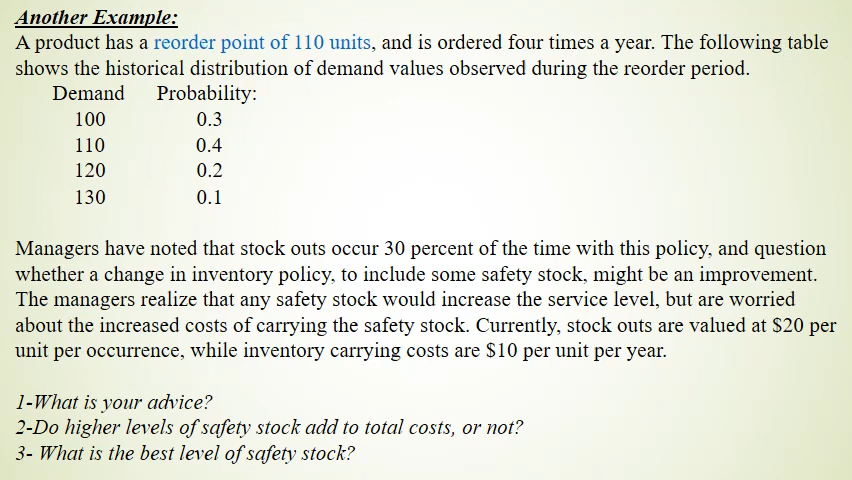 Another Example:
A product has a reorder point of 110 units, and is ordered four times a year. The following table
shows the historical distribution of demand values observed during the reorder period.
Demand Probability:
100 0.3
110 0.4
120 0.2
130 0.1
Managers have noted that stock outs occur 30 percent of the time with this policy, and question
whether a change in inventory policy, to include some safety stock, might be an improvement.
The managers realize that any safety stock would increase the service level, but are worried
about the increased costs of carrying the safety stock. Currently, stock outs are valued at $20 per
unit per occurrence, while inventory carrying costs are $10 per unit per year.
1-What is your advice?
2-Do higher levels of safety stock add to total costs, or not?
3- What is the best level of safety stock?